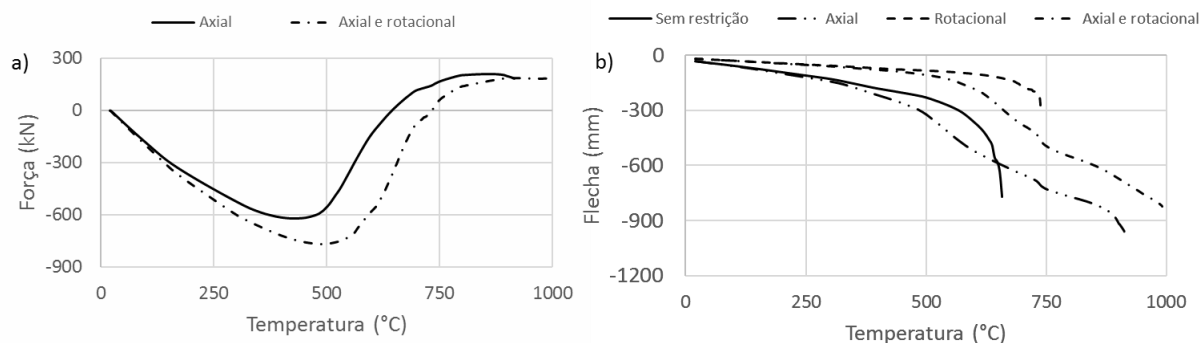 Axial
Axial e rotacional
a)
300
0
-300
-600
-900
Força (kN)
0
250
500
750
1000
Temperatura (°C)
Sem restrição
Axial
Rotacional
Axial e rotacional
b)
0
-300
-600
-900
-1200
Flecha (mm)
0
250
500
750
1000
Temperatura (°C)